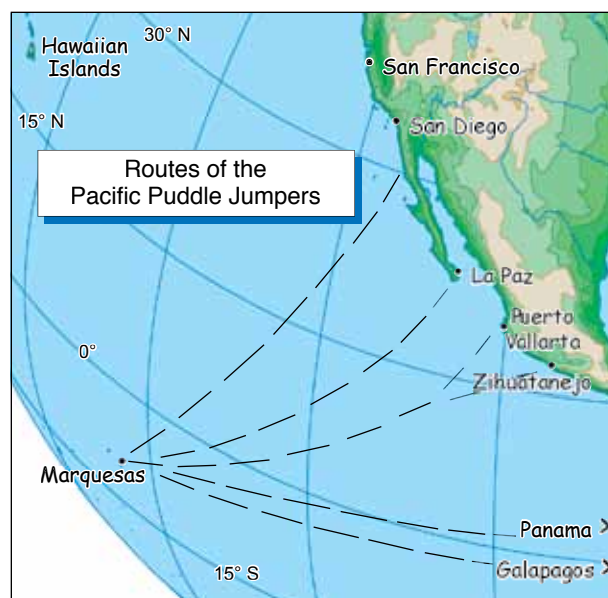 30° N
Hawaiian
Islands
San Francisco
15° N
San Diego
Routes of the
Pacific Puddle Jumpers
La Paz
Puerto
Vallarta
0°
Zihuatanejo
Marquesas
Panama
Galapagos
15° S